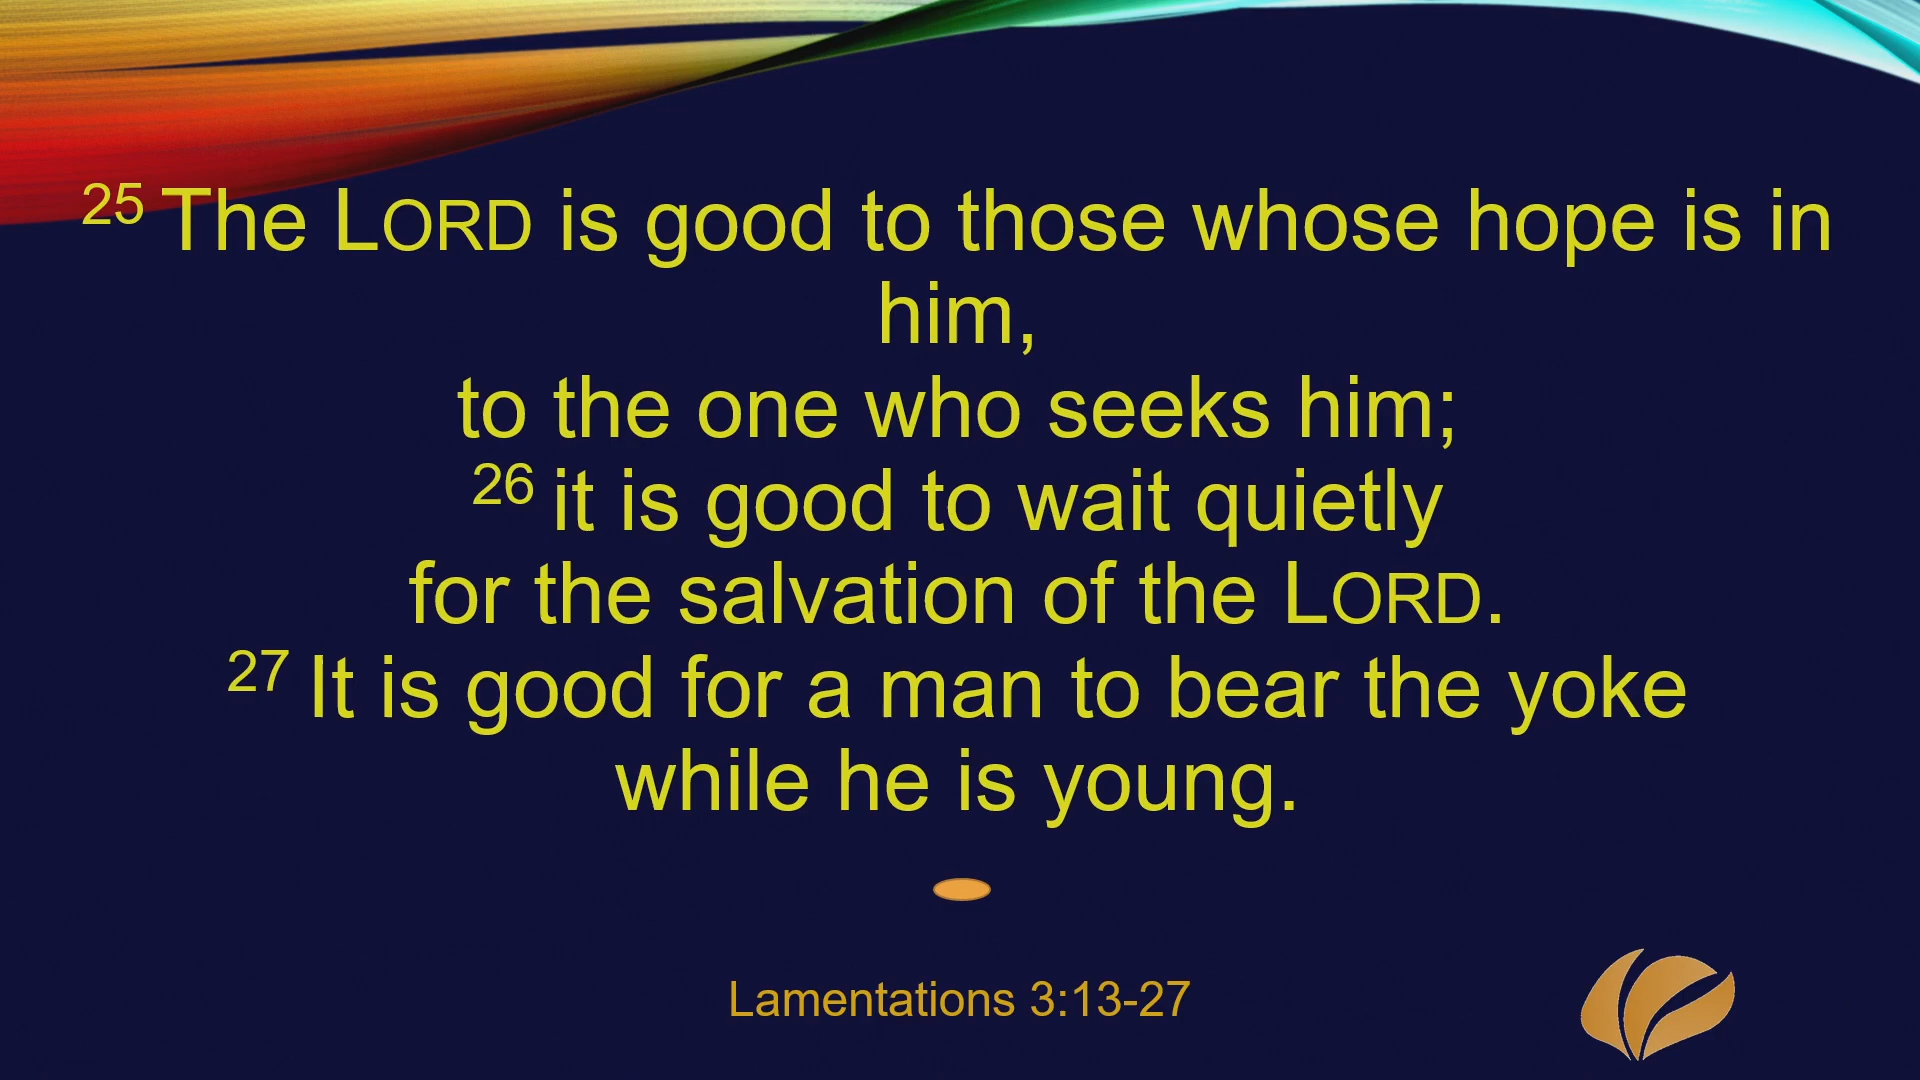 25 The LORD is good to those whose hope is in
him,
to the one who seeks him;
26 it is good to wait quietly
for the salvation of the LORD.
27 It is good for a man to bear the yoke
while he is young.
Lamentations 3:13-27